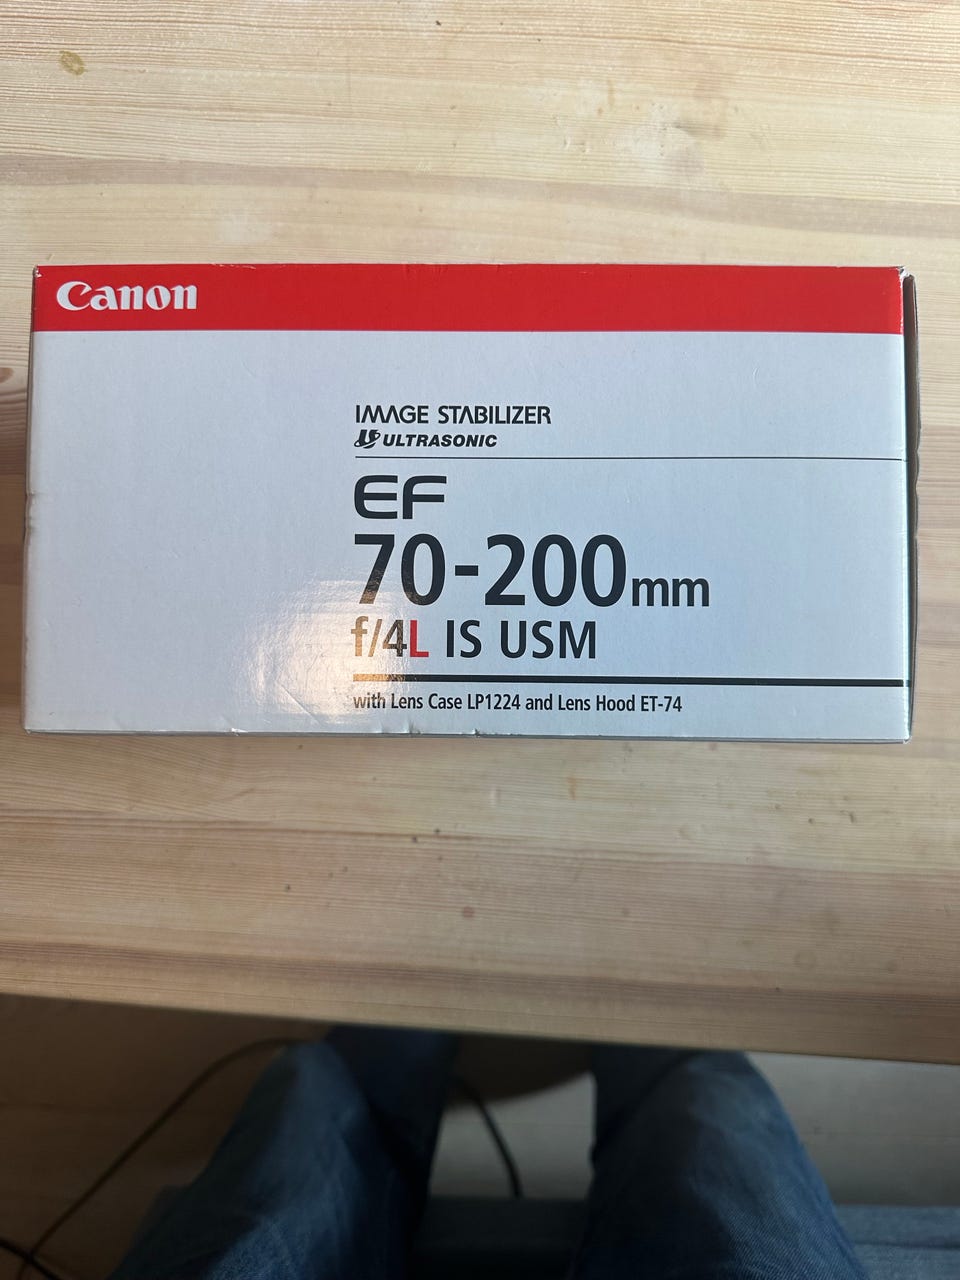 Canon
IMAGE STABILIZER
ULTRASONIC
EF
70-200mm
f/4L IS USM
with Lens Case LP1224 and Lens Hood ET-74